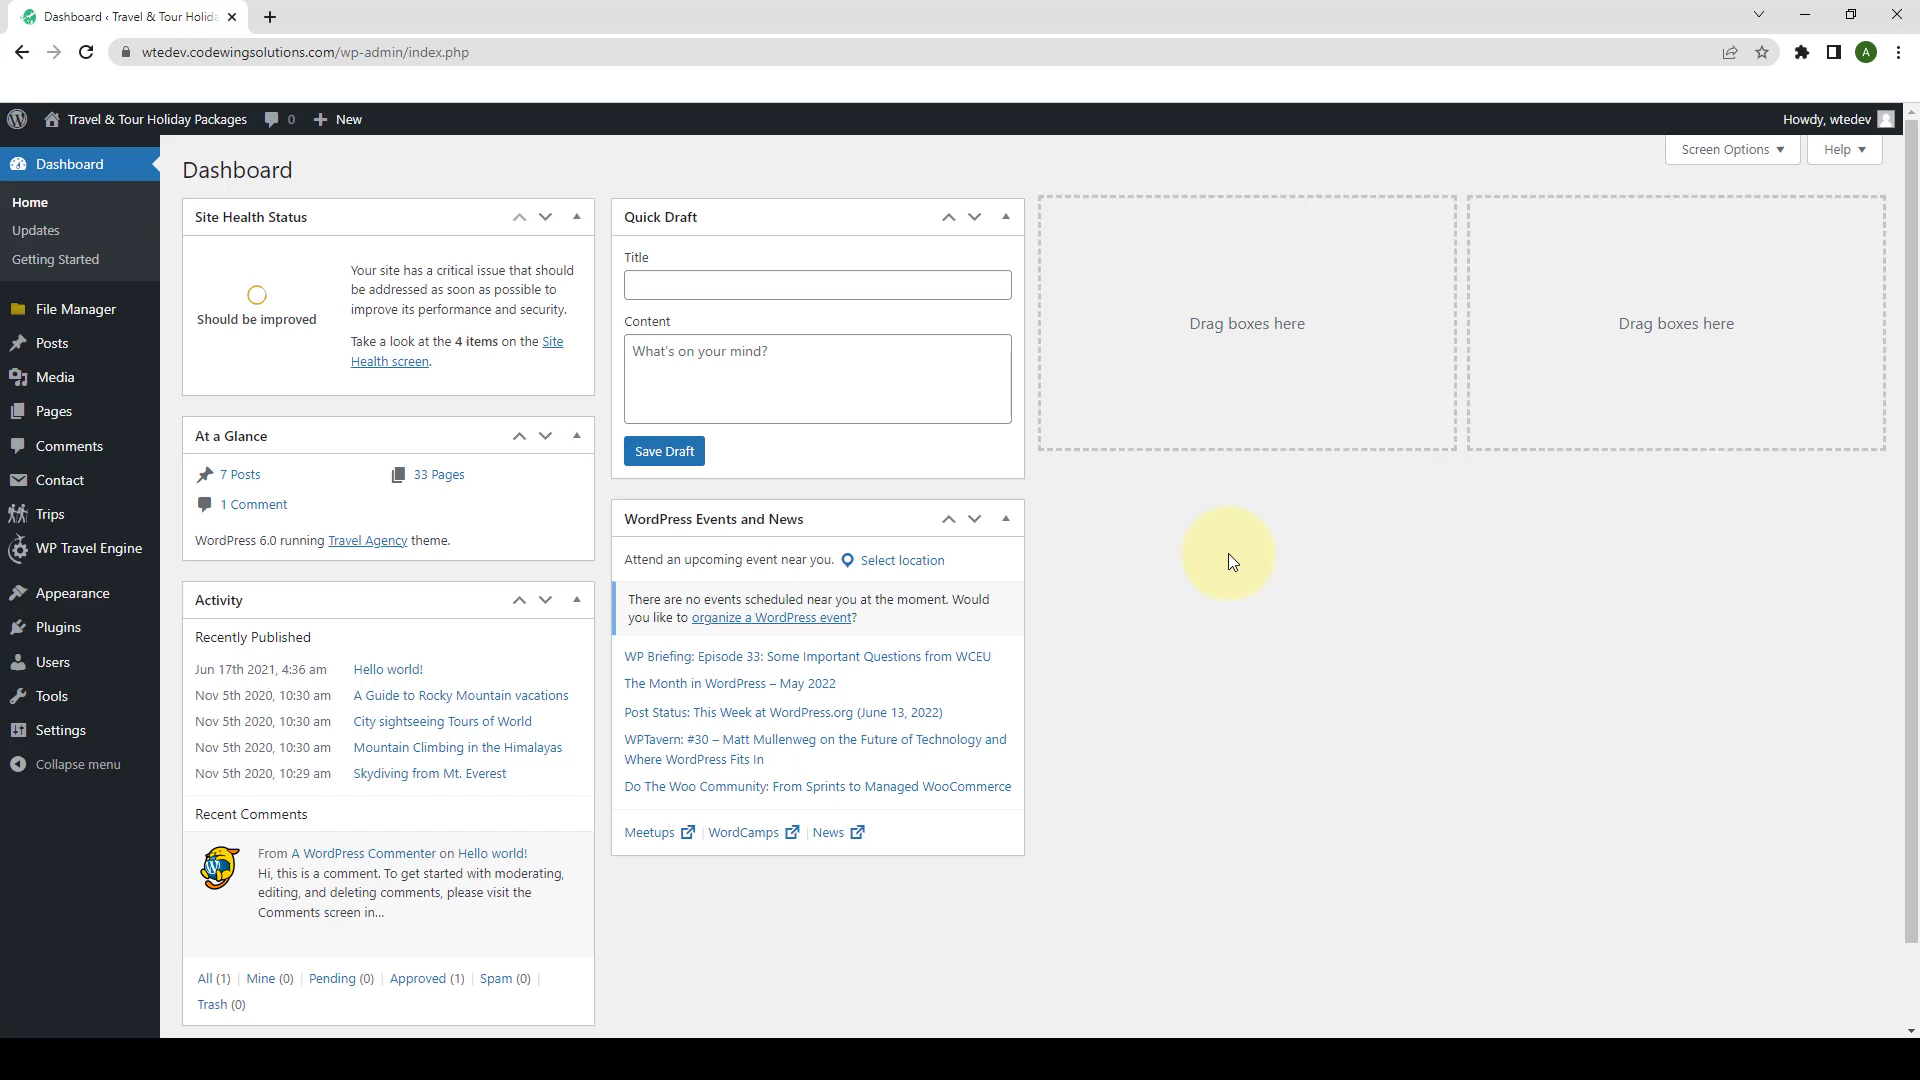 Dashboard ‹ Travel & Tour Holida
wtedev.codewingsolutions.com/wp-admin/index.php
A
Travel & Tour Holiday Packages
0
New
Howdy, wtedev
Dashboard
Home
Updates
Getting Started
File Manager
Posts
Media
Pages
Comments
Contact
Trips
WP Travel Engine
Appearance
Plugins
Users
Tools
Settings
Collapse menu
Screen Options
Help
Dashboard
Site Health Status
Should be improved
Your site has a critical issue that should
be addressed as soon as possible to
improve its performance and security.
Take a look at the 4 items on the Site
Health screen.
At a Glance
7 Posts
33 Pages
1 Comment
WordPress 6.0 running Travel Agency theme.
Activity
Recently Published
Jun 17th 2021, 4:36 am Hello world!
Nov 5th 2020, 10:30 am A Guide to Rocky Mountain vacations
Nov 5th 2020, 10:30 am City sightseeing Tours of World
Nov 5th 2020, 10:30 am Mountain Climbing in the Himalayas
Nov 5th 2020, 10:29 am Skydiving from Mt. Everest
Recent Comments
From A WordPress Commenter on Hello world!
Hi, this is a comment. To get started with moderating,
editing, and deleting comments, please visit the
Comments screen in…
All (1) | Mine (0) | Pending (0) | Approved (1) | Spam (0) |
Trash (0)
Quick Draft
Title
Content
What's on your mind?
Save Draft
WordPress Events and News
Attend an upcoming event near you. Select location
There are no events scheduled near you at the moment. Would
you like to organize a WordPress event?
WP Briefing: Episode 33: Some Important Questions from WCEU
The Month in WordPress – May 2022
Post Status: This Week at WordPress.org (June 13, 2022)
WPTavern: #30 – Matt Mullenweg on the Future of Technology and
Where WordPress Fits In
Do The Woo Community: From Sprints to Managed WooCommerce
Meetups | WordCamps | News
Drag boxes here
Drag boxes here